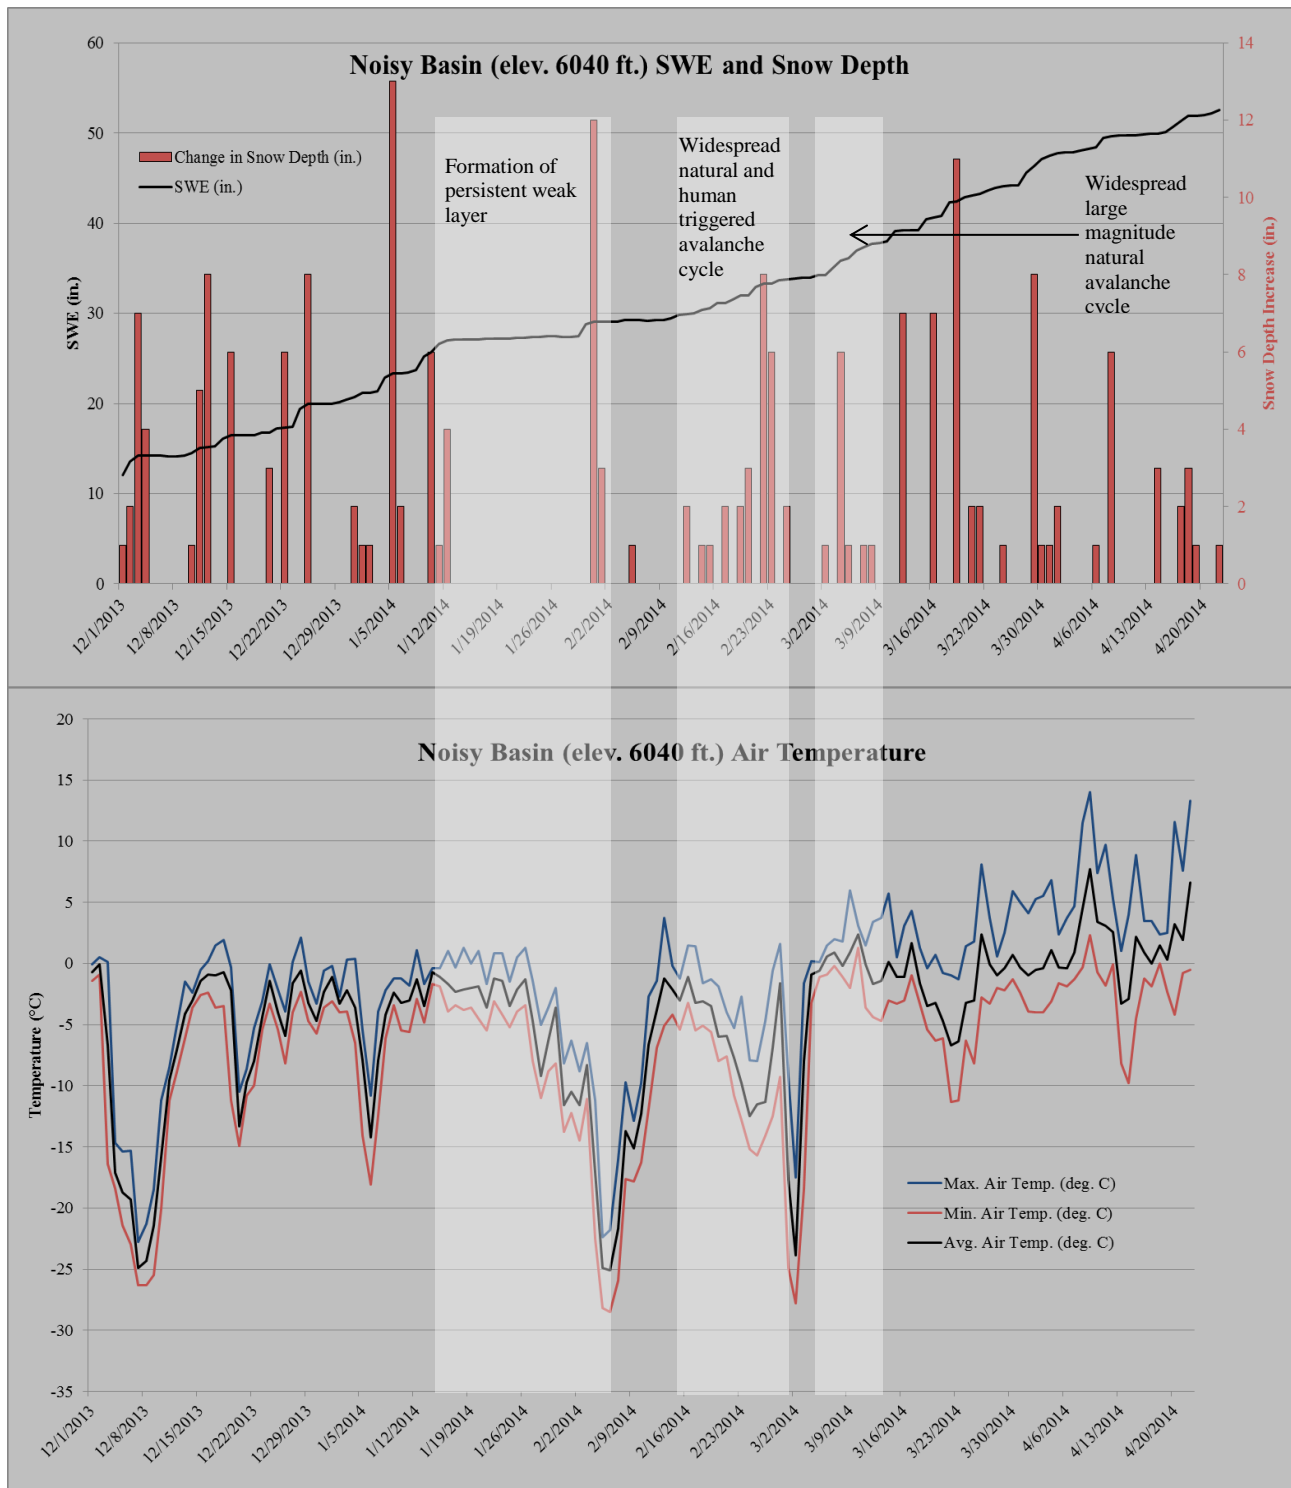 Noisy Basin (elev. 6040 ft.) SWE and Snow Depth
60
50
40
30
20
10
0
SWE (in.)
14
12
10
8
6
4
2
0
Snow Depth Increase (in.)
Change in Snow Depth (in.)
SWE (in.)
Formation of
persistent weak
layer
Widespread
natural and
human
triggered
avalanche
cycle
Widespread
large
magnitude
natural
avalanche
cycle
12/1/2013
12/8/2013
12/15/2013
12/22/2013
12/29/2013
1/5/2014
1/12/2014
1/19/2014
1/26/2014
2/2/2014
2/9/2014
2/16/2014
2/23/2014
3/2/2014
3/9/2014
3/16/2014
3/23/2014
3/30/2014
4/6/2014
4/13/2014
4/20/2014
Noisy Basin (elev. 6040 ft.) Air Temperature
20
15
10
5
0
-5
-10
-15
-20
-25
-30
-35
Temperature (°C)
Max. Air Temp. (deg. C)
Min. Air Temp. (deg. C)
Avg. Air Temp. (deg. C)
12/1/2013
12/8/2013
12/15/2013
12/22/2013
12/29/2013
1/5/2014
1/12/2014
1/19/2014
1/26/2014
2/2/2014
2/9/2014
2/16/2014
2/23/2014
3/2/2014
3/9/2014
3/16/2014
3/23/2014
3/30/2014
4/6/2014
4/13/2014
4/20/2014